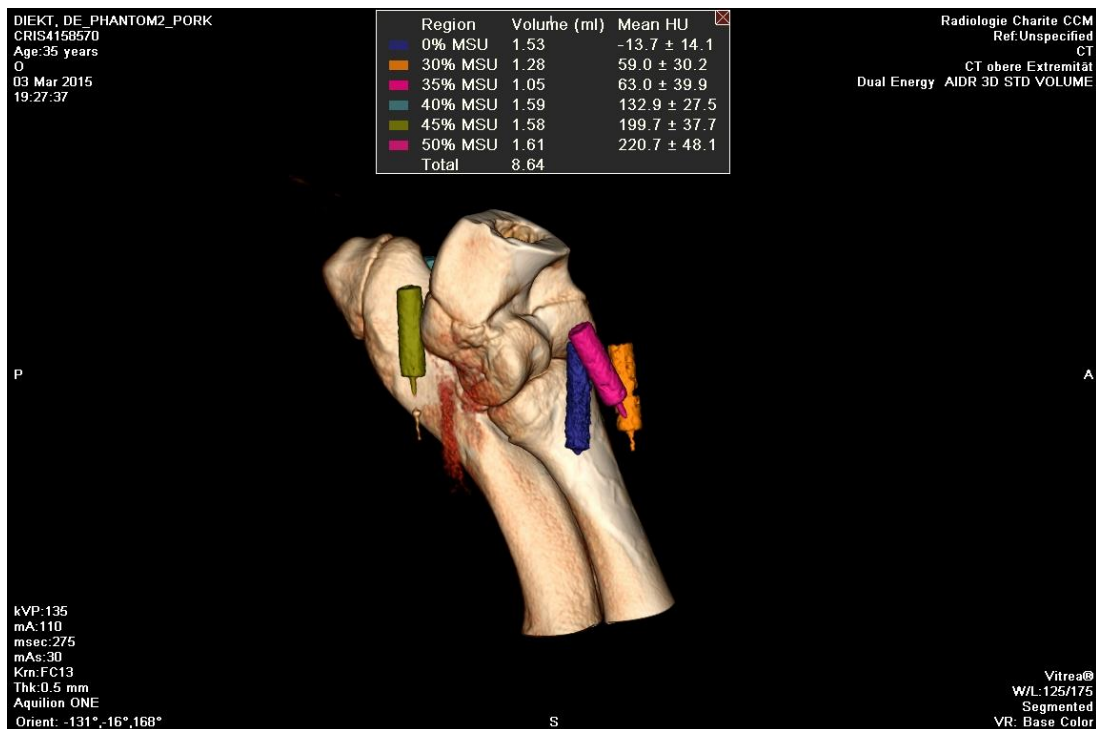 DIEKT, DE_PHANTOM2_PORK
CRIS4158570
Age:35 years
O
03 Mar 2015
19:27:37
Region Volume (ml) Mean HU
0% MSU 1.53 -13.7 ± 14.1
30% MSU 1.28 59.0 ± 30.2
35% MSU 1.05 63.0 ± 39.9
40% MSU 1.59 132.9 ± 27.5
45% MSU 1.58 199.7 ± 37.7
50% MSU 1.61 220.7 ± 48.1
Total 8.64
Radiologie Charite CCM
Ref:Unspecified
CT
CT obere Extremität
Dual Energy AIDR 3D STD VOLUME
P
A
kVP:135
mA:110
msec:275
mAs:30
Krn:FC13
Thk:0.5 mm
Aquilion ONE
Orient: -131°,-16°,168°
S
Vitrea®
W/L:125/175
Segmented
VR: Base Color